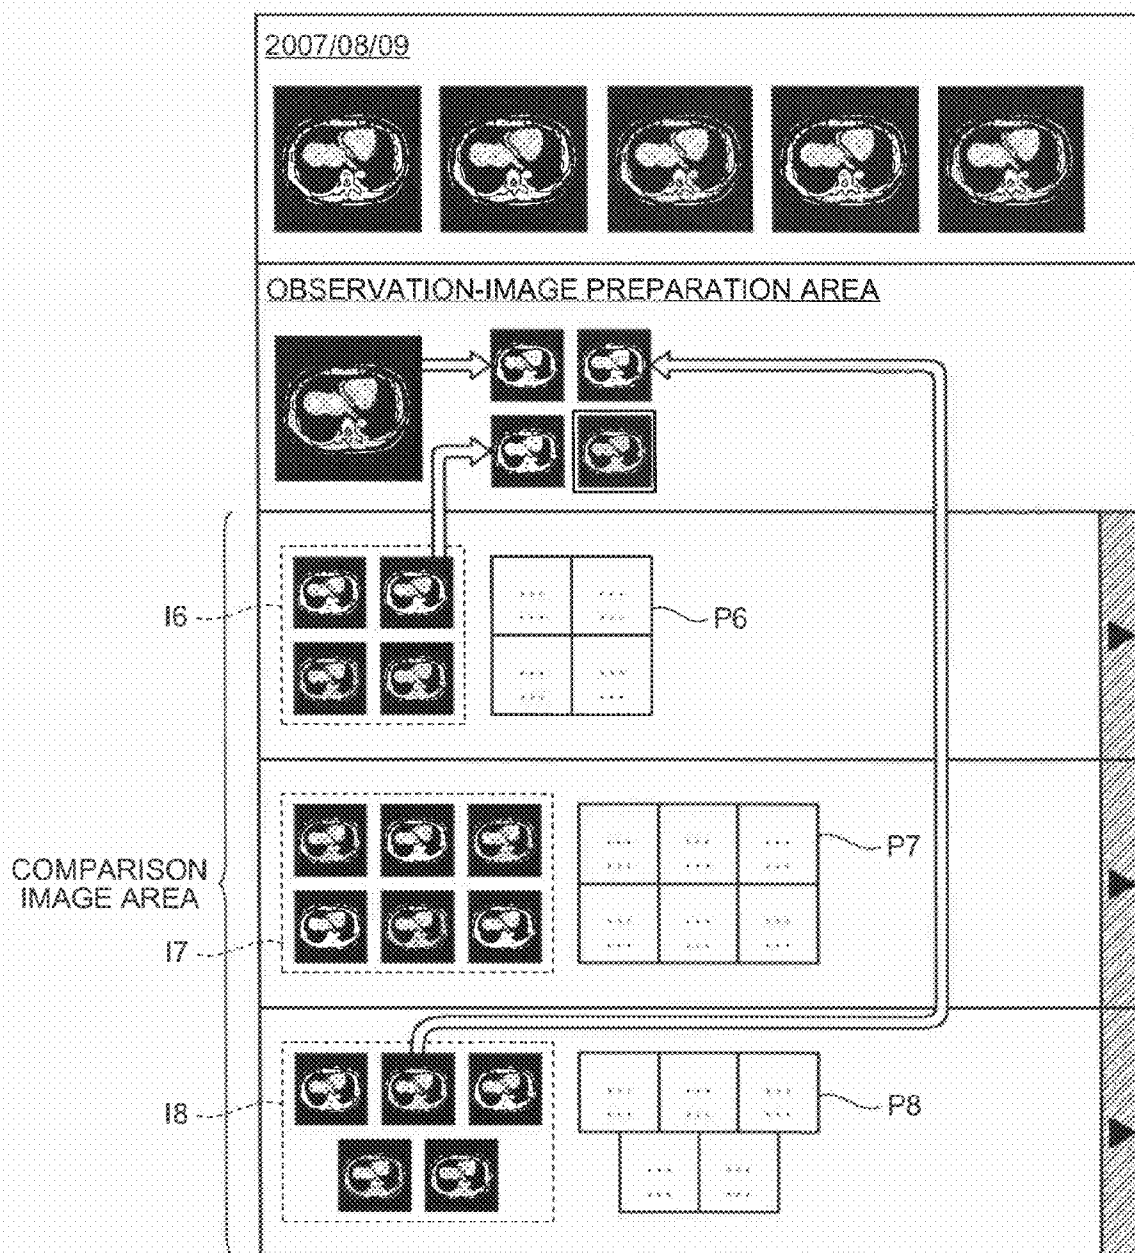 2007/08/09
OBSERVATION-IMAGE PREPARATION AREA
I6
P6
COMPARISON
IMAGE AREA
P7
I7
I8
P8